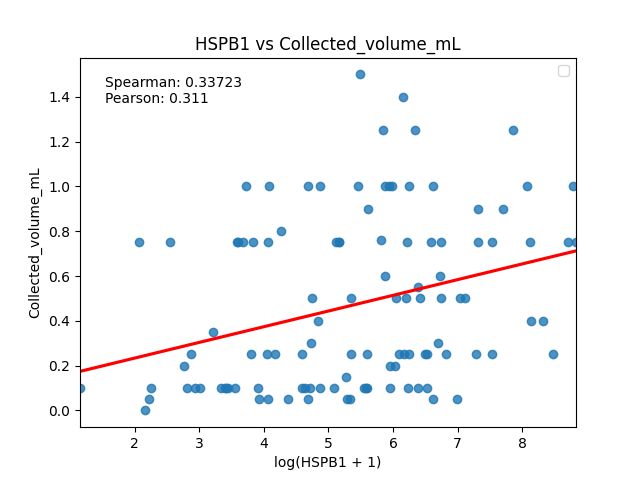 HSPB1 vs Collected_volume_mL
Spearman: 0.33723
Pearson: 0.311
Collected_volume_mL
1.4
1.2
1.0
0.8
0.6
0.4
0.2
0.0
2 3 4 5 6 7 8
log(HSPB1 + 1)